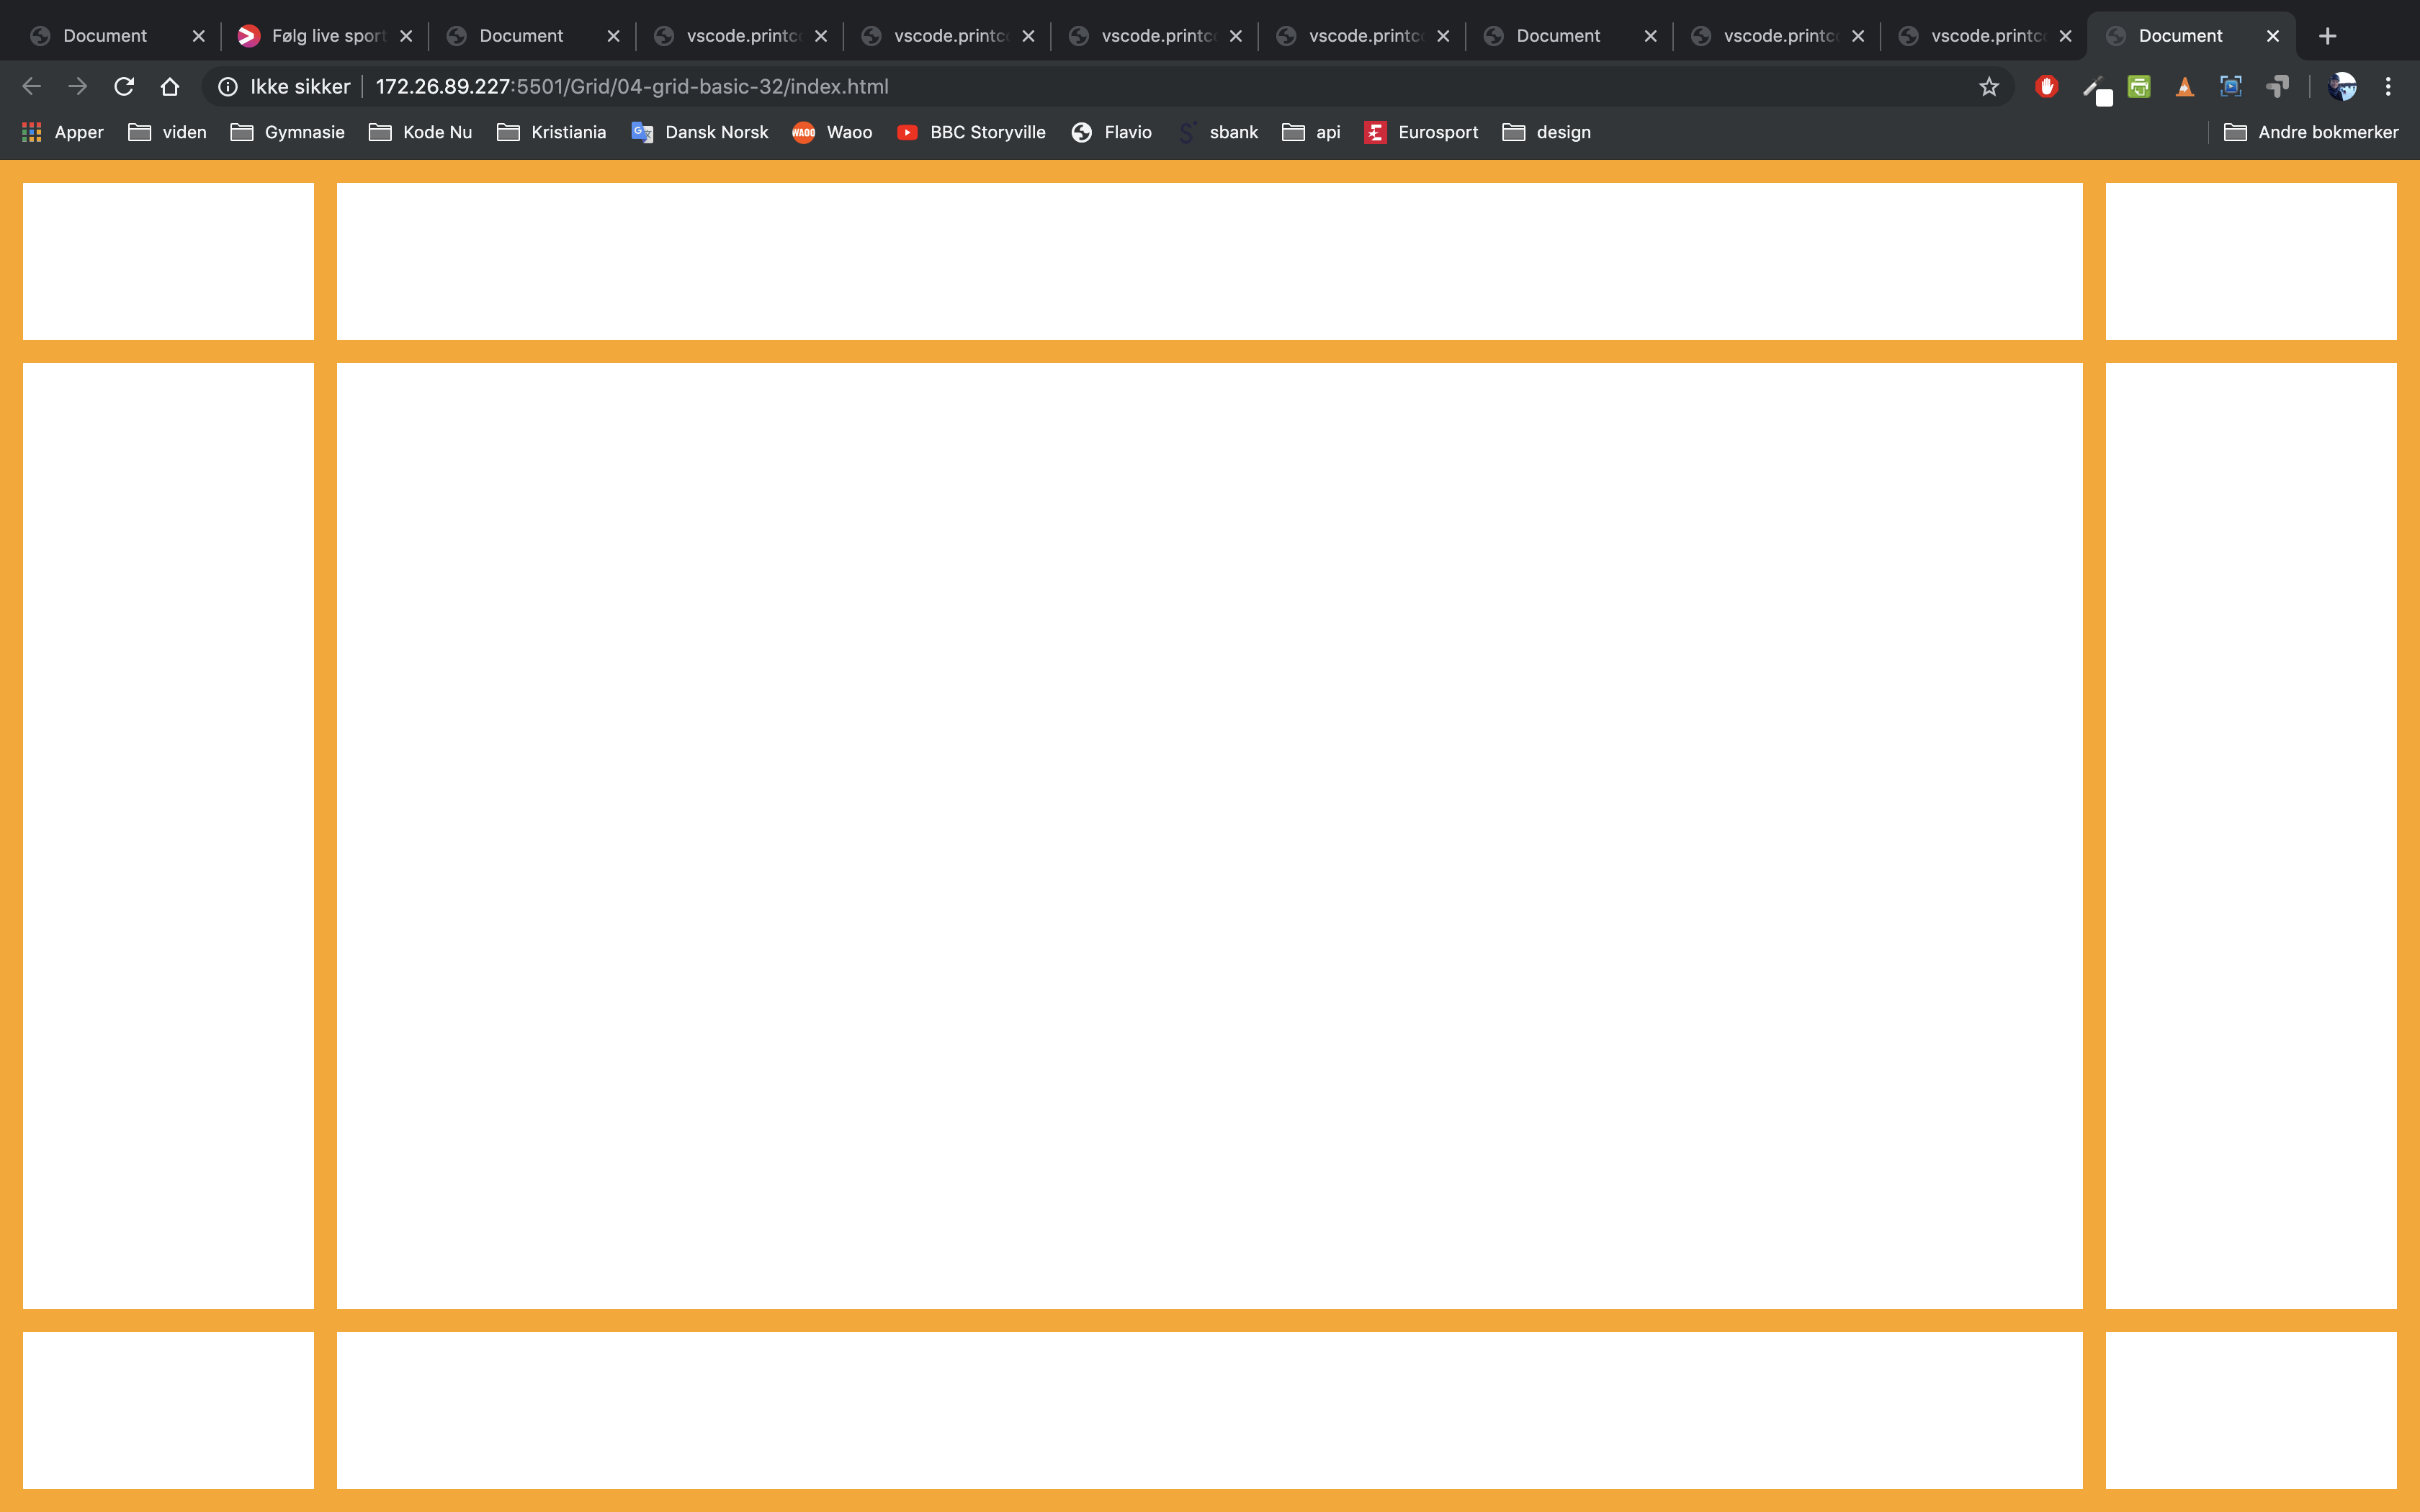 Document Følg live sport Document vscode.printc vscode.printc vscode.printc vscode.printc Document vscode.printc vscode.printc Document
Ikke sikker 172.26.89.227:5501/Grid/04-grid-basic-32/index.html
Apper viden Gymnasie Kode Nu Kristiania Dansk Norsk WAOO Waoo BBC Storyville Flavio S sbank api Eurosport design Andre bokmerker